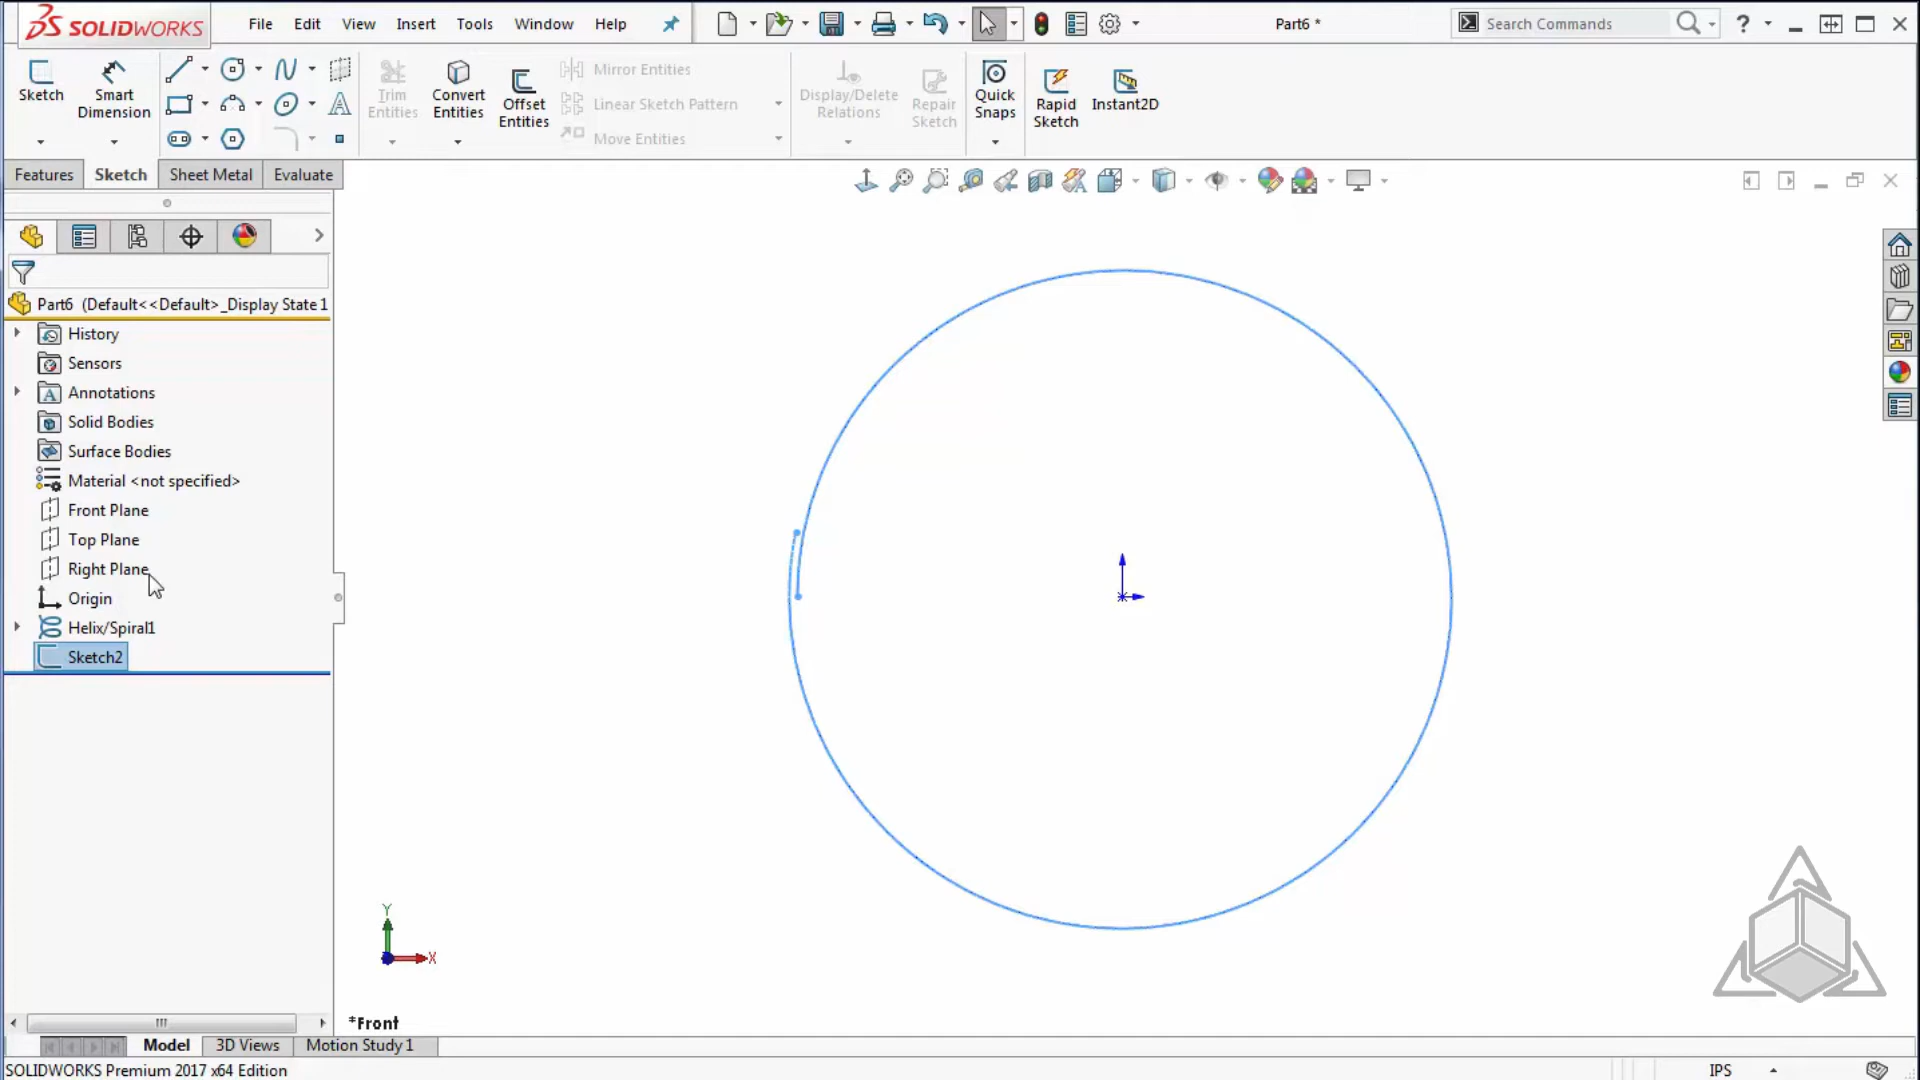 SOLIDWORKS File Edit View Insert Tools Window Help Part6 * Search Commands ?
Sketch Smart Dimension Trim Entities Convert Entities Offset Entities Mirror Entities Linear Sketch Pattern Move Entities Display/Delete Relations Repair Sketch Quick Snaps Rapid Sketch Instant2D
Features Sketch Sheet Metal Evaluate
Part6 (Default<<Default>_Display State 1
History
Sensors
Annotations
Solid Bodies
Surface Bodies
Material <not specified>
Front Plane
Top Plane
Right Plane
Origin
Helix/Spiral1
Sketch2
Y
X
*Front
Model 3D Views Motion Study 1
SOLIDWORKS Premium 2017 x64 Edition IPS